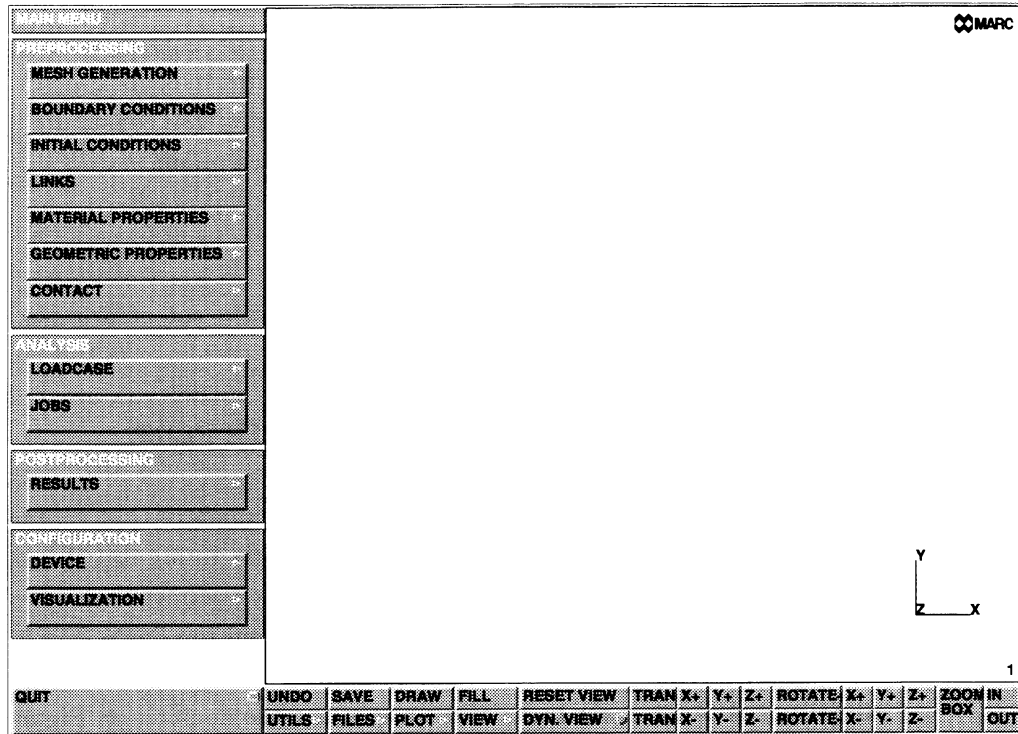 MAIN MENU
MARC
PREPROCESSING
MESH GENERATION
BOUNDARY CONDITIONS
INITIAL CONDITIONS
LINKS
MATERIAL PROPERTIES
GEOMETRIC PROPERTIES
CONTACT
ANALYSIS
LOADCASE
JOBS
POSTPROCESSING
RESULTS
CONFIGURATION
DEVICE
VISUALIZATION
Y
Z X
1
QUIT UNDO SAVE DRAW FILL RESET VIEW TRAN X+ Y+ Z+ ROTATE X+ Y+ Z+ ZOOM IN
UTILS FILES PLOT VIEW DYN. VIEW TRAN X- Y- Z- ROTATE X- Y- Z- BOX OUT